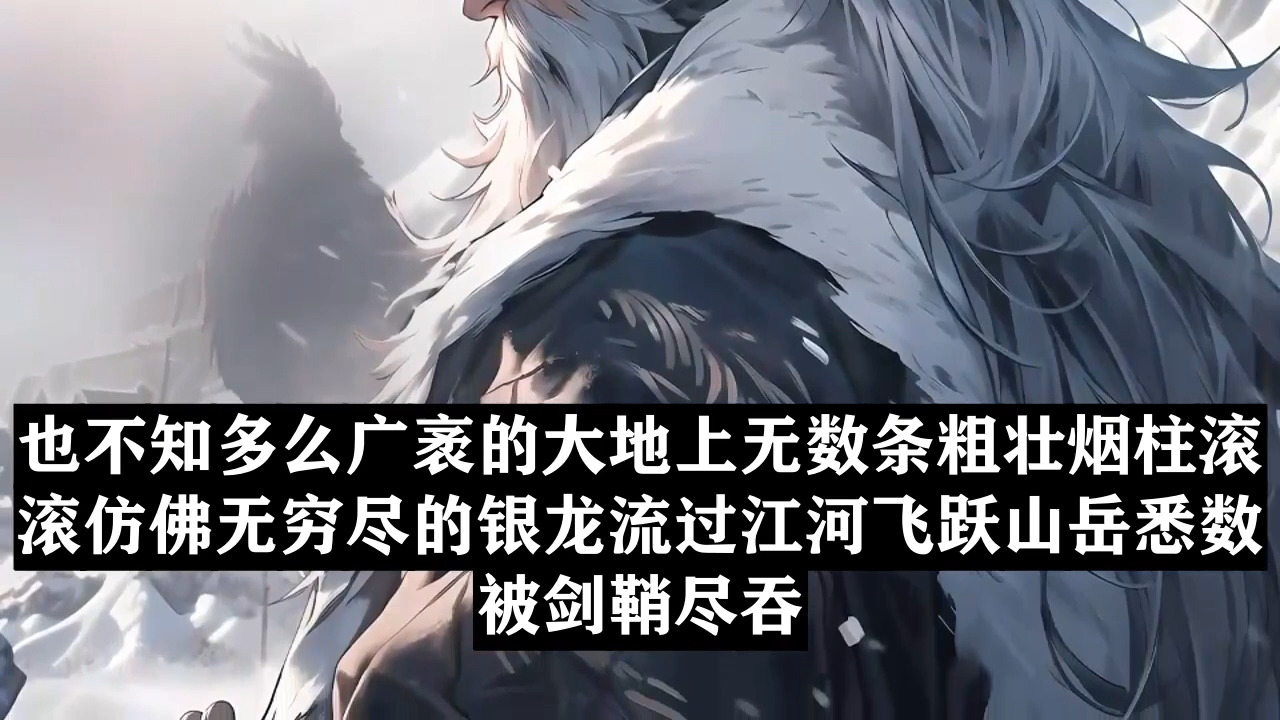 也不知多么广袤的大地上无数条粗壮烟柱滚
滚仿佛无穷尽的银龙流过江河飞跃山岳悉数
被剑鞘尽吞